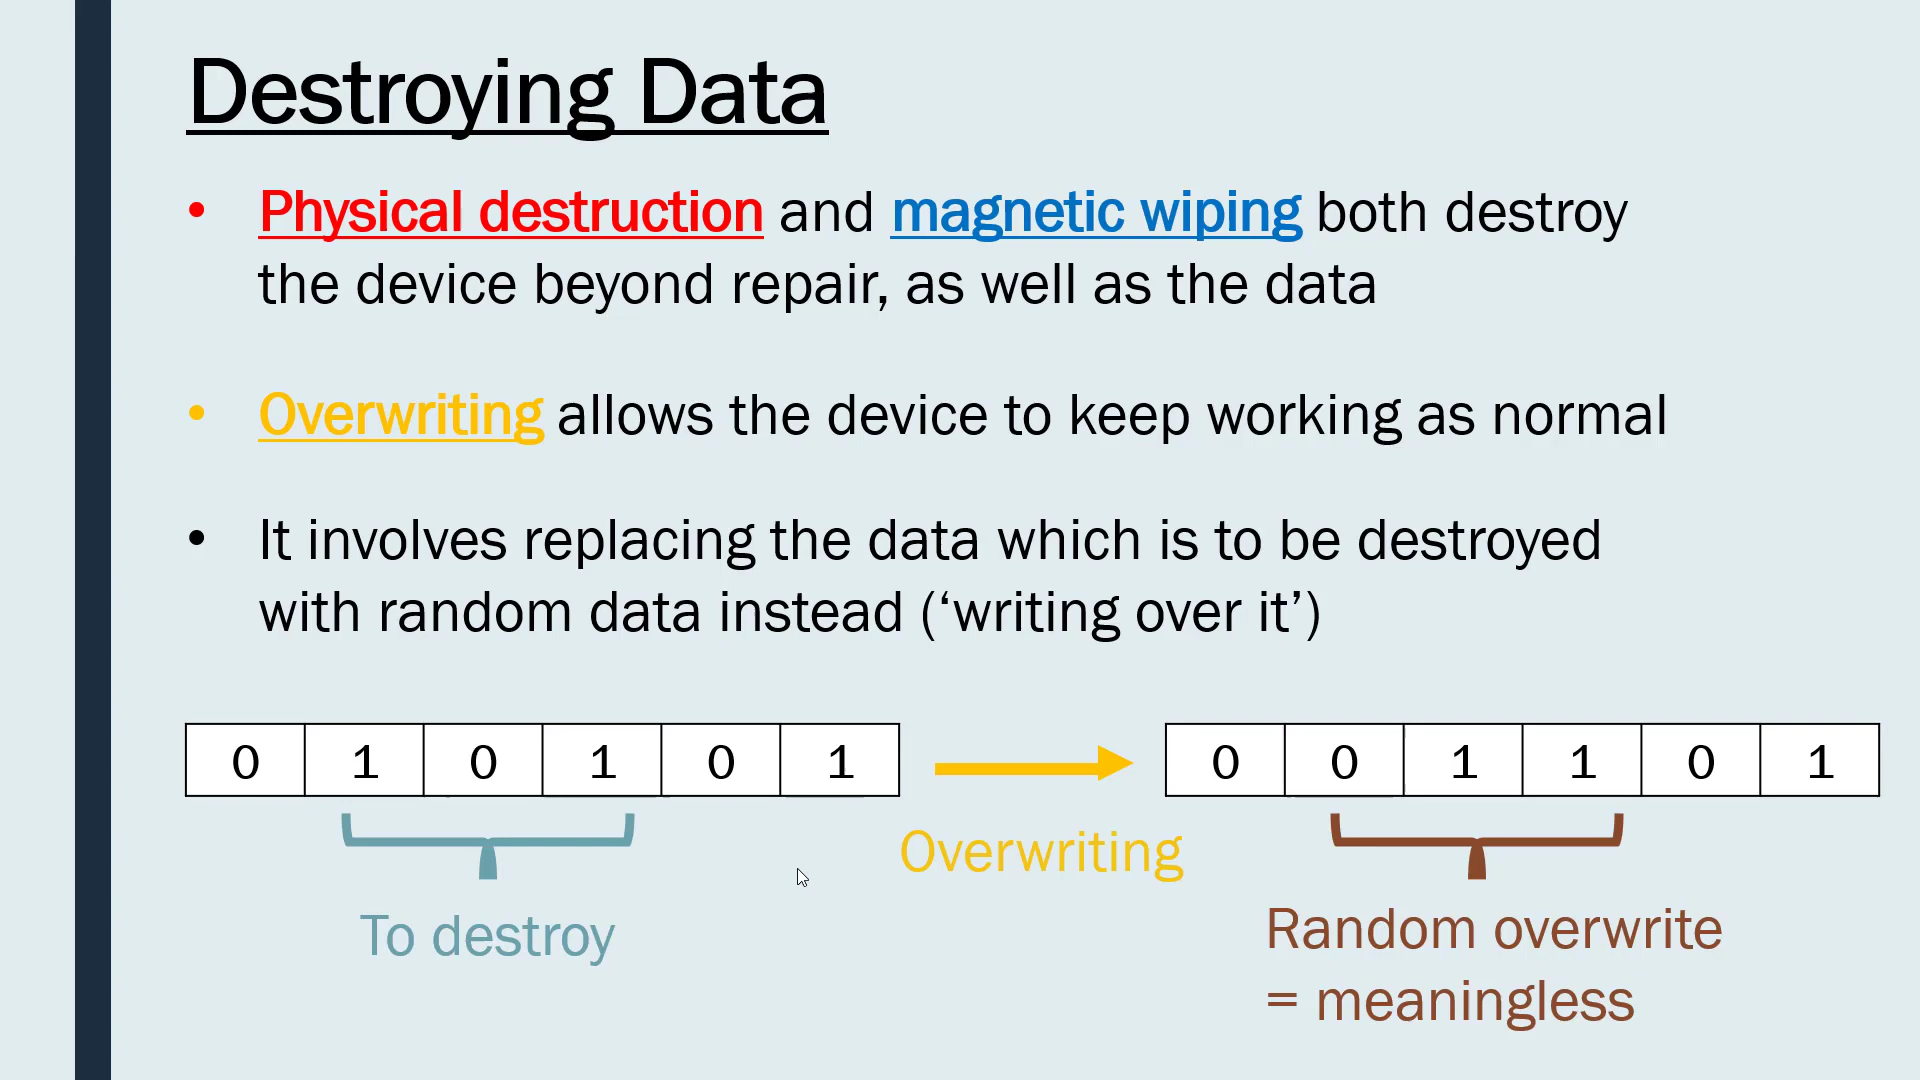 Destroying Data
• Physical destruction and magnetic wiping both destroy
the device beyond repair, as well as the data
• Overwriting allows the device to keep working as normal
• It involves replacing the data which is to be destroyed
with random data instead (‘writing over it’)
0 1 0 1 0 1
0 0 1 1 0 1
Overwriting
To destroy
Random overwrite
= meaningless